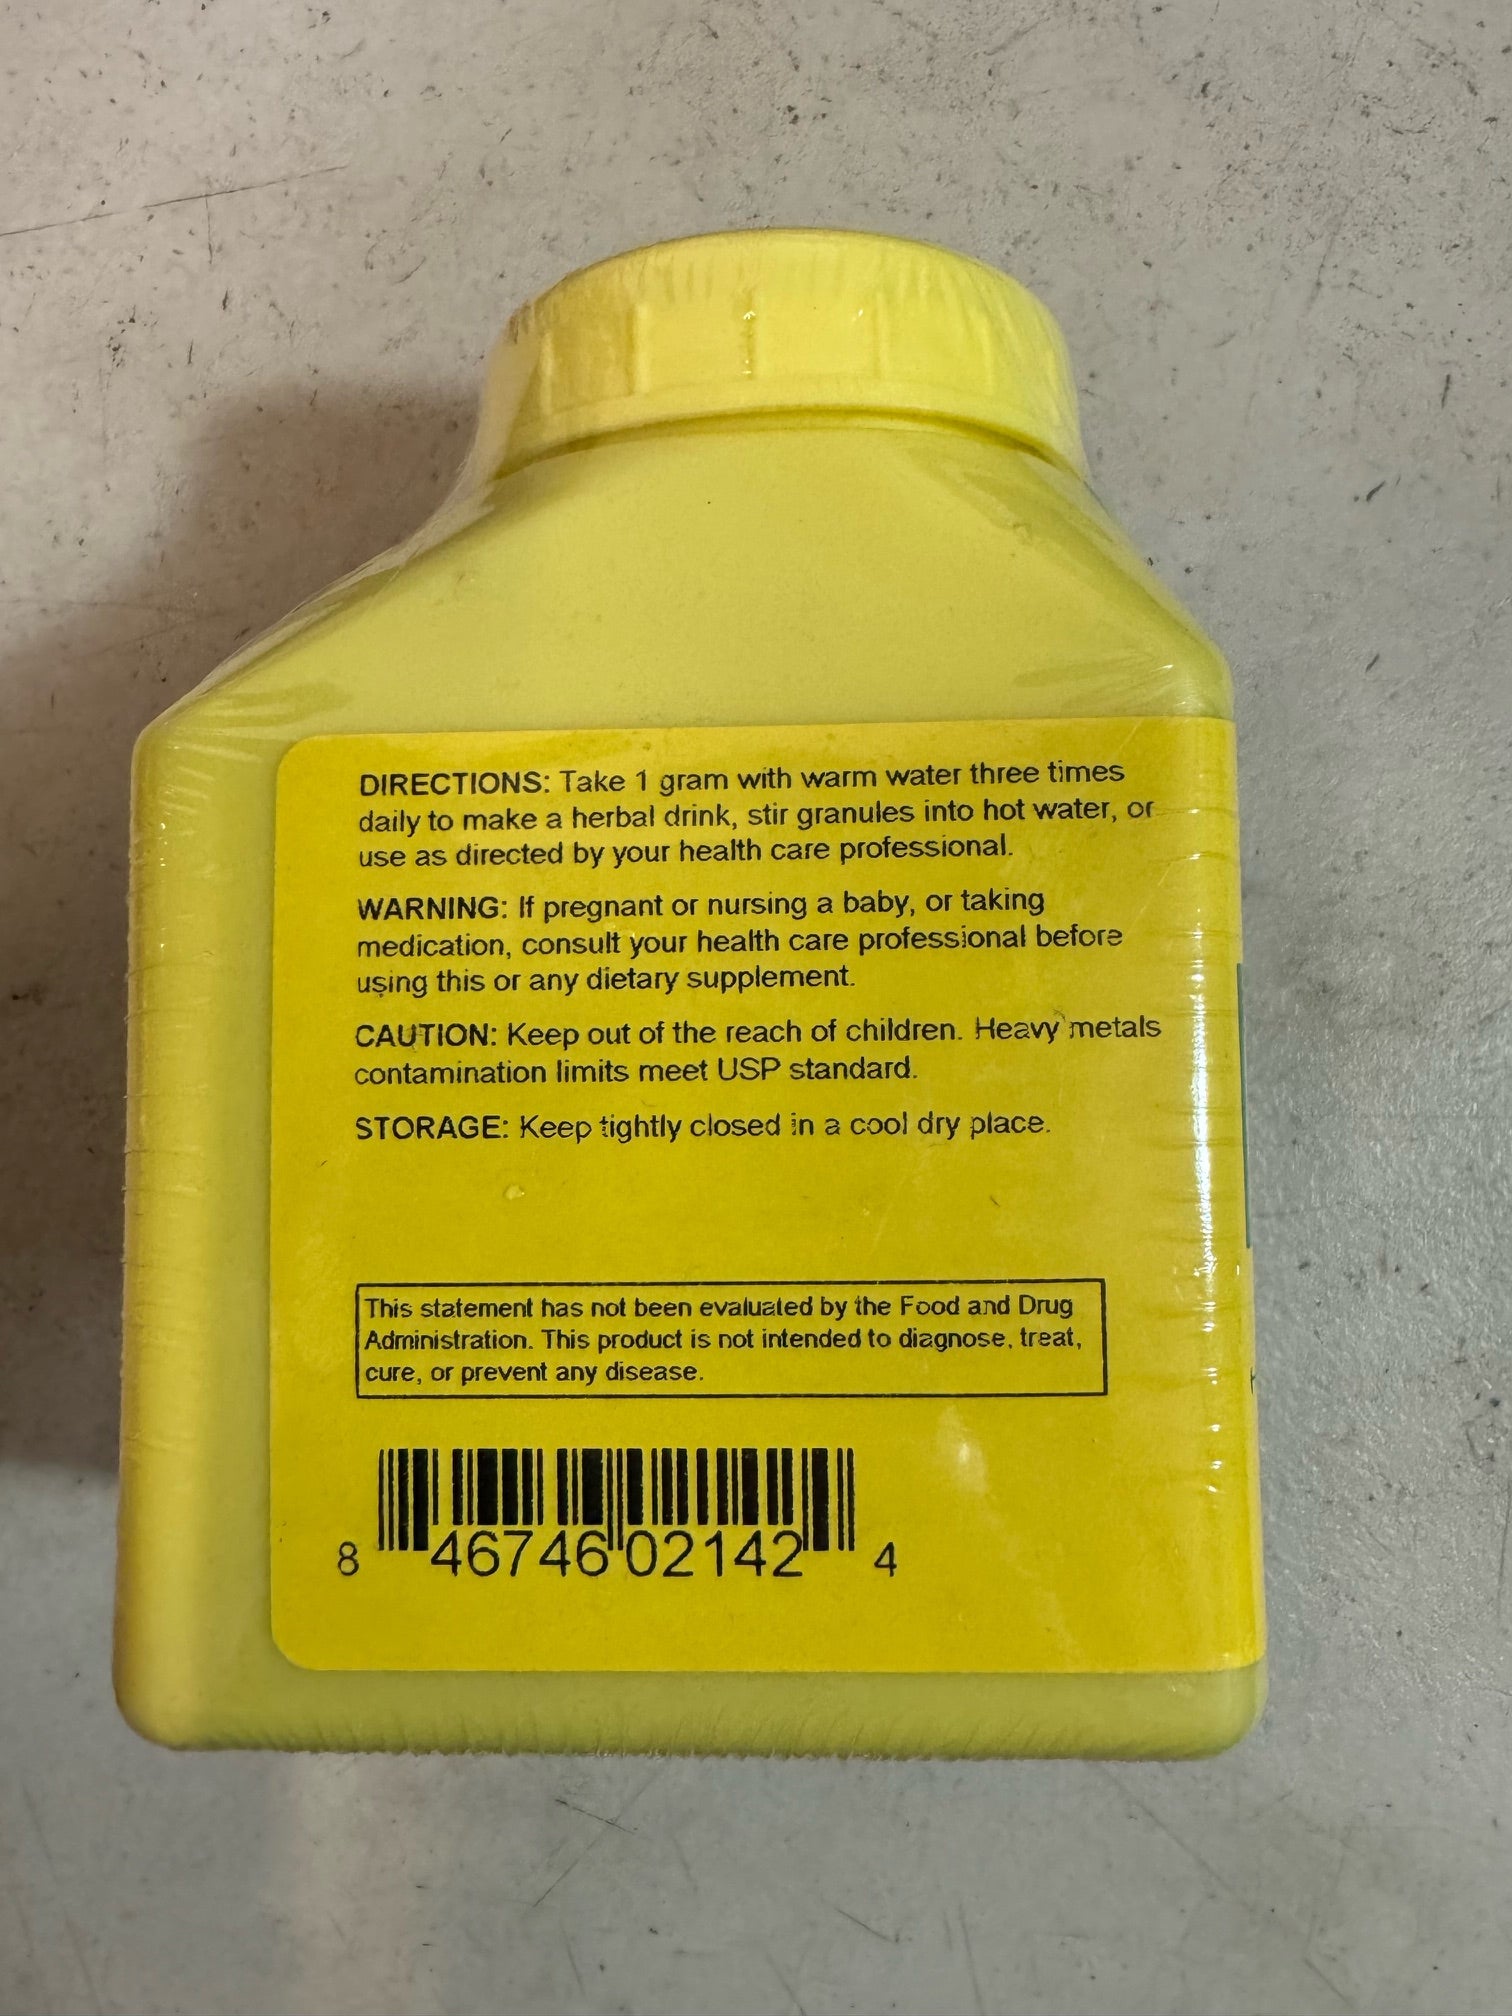 DIRECTIONS: Take 1 gram with warm water three times
daily to make a herbal drink, stir granules into hot water, or
use as directed by your health care professional.
WARNING: If pregnant or nursing a baby, or taking
medication, consult your health care professional before
using this or any dietary supplement.
CAUTION: Keep out of the reach of children. Heavy metals
contamination limits meet USP standard.
STORAGE: Keep tightly closed in a cool dry place.
This statement has not been evaluated by the Food and Drug
Administration. This product is not intended to diagnose, treat,
cure, or prevent any disease.
8 46746 02142 4